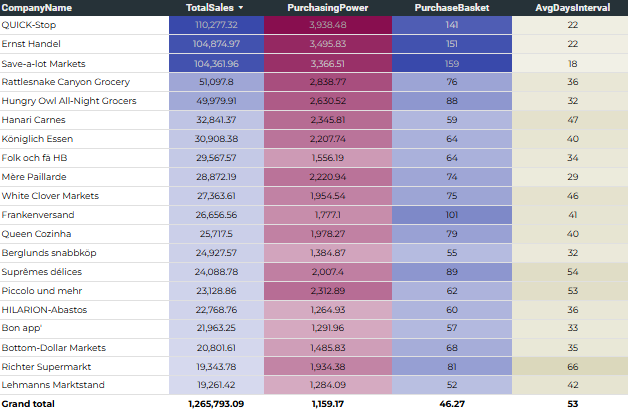 CompanyName TotalSales PurchasingPower PurchaseBasket AvgDaysInterval
QUICK-Stop 110,277.32 3,938.48 141 22
Ernst Handel 104,874.97 3,495.83 151 22
Save-a-lot Markets 104,361.96 3,366.51 159 18
Rattlesnake Canyon Grocery 51,097.8 2,838.77 76 36
Hungry Owl All-Night Grocers 49,979.91 2,630.52 88 32
Hanari Carnes 32,841.37 2,345.81 59 47
Königlich Essen 30,908.38 2,207.74 64 40
Folk och fä HB 29,567.57 1,556.19 64 34
Mère Paillarde 28,872.19 2,220.94 74 29
White Clover Markets 27,363.61 1,954.54 75 46
Frankenversand 26,656.56 1,777.1 101 41
Queen Cozinha 25,717.5 1,978.27 79 40
Berglunds snabbköp 24,927.57 1,384.87 55 32
Suprêmes délices 24,088.78 2,007.4 89 54
Piccolo und mehr 23,128.86 2,312.89 62 53
HILARION-Abastos 22,768.76 1,264.93 60 36
Bon app' 21,963.25 1,291.96 57 33
Bottom-Dollar Markets 20,801.61 1,485.83 68 35
Richter Supermarkt 19,343.78 1,934.38 81 66
Lehmanns Marktstand 19,261.42 1,284.09 52 42
Grand total 1,265,793.09 1,159.17 46.27 53